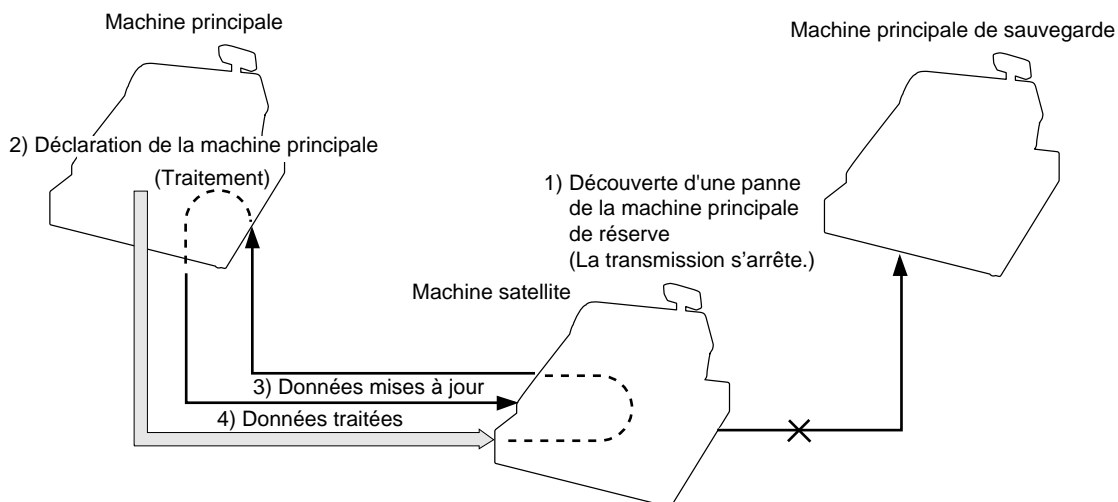 Machine principale
Machine principale de sauvegarde
2) Déclaration de la machine principale
(Traitement)
1) Découverte d'une panne
de la machine principale
de réserve
(La transmission s’arrête.)
Machine satellite
3) Données mises à jour
4) Données traitées